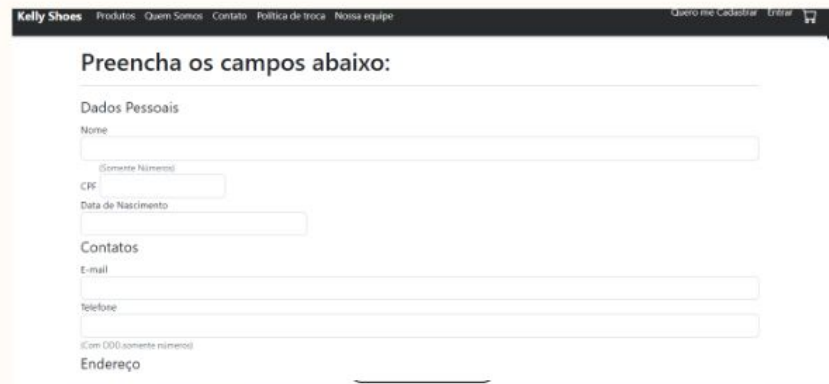 Kelly Shoes Produtos Quem Somos Contato Política de troca Nossa equipe Quero me Cadastrar Entrar
Preencha os campos abaixo:
Dados Pessoais
Nome
(Somente Números)
CPF
Data de Nascimento
Contatos
E-mail
Telefone
(Com DDD,somente números)
Endereço